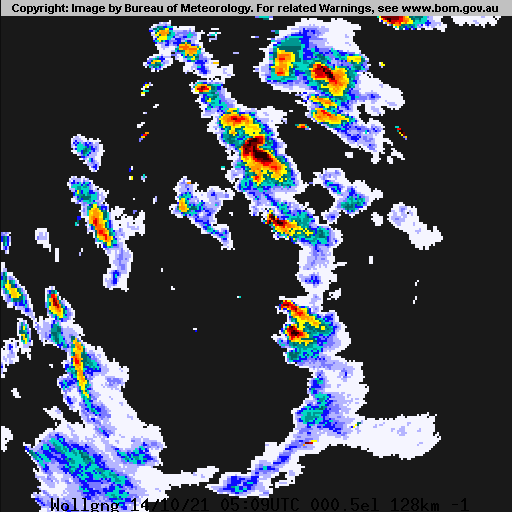 Copyright: Image by Bureau of Meteorology. For related Warnings, see www.bom.gov.au
Wollgng 14/10/21 05:09UTC 000.5el 128km -1